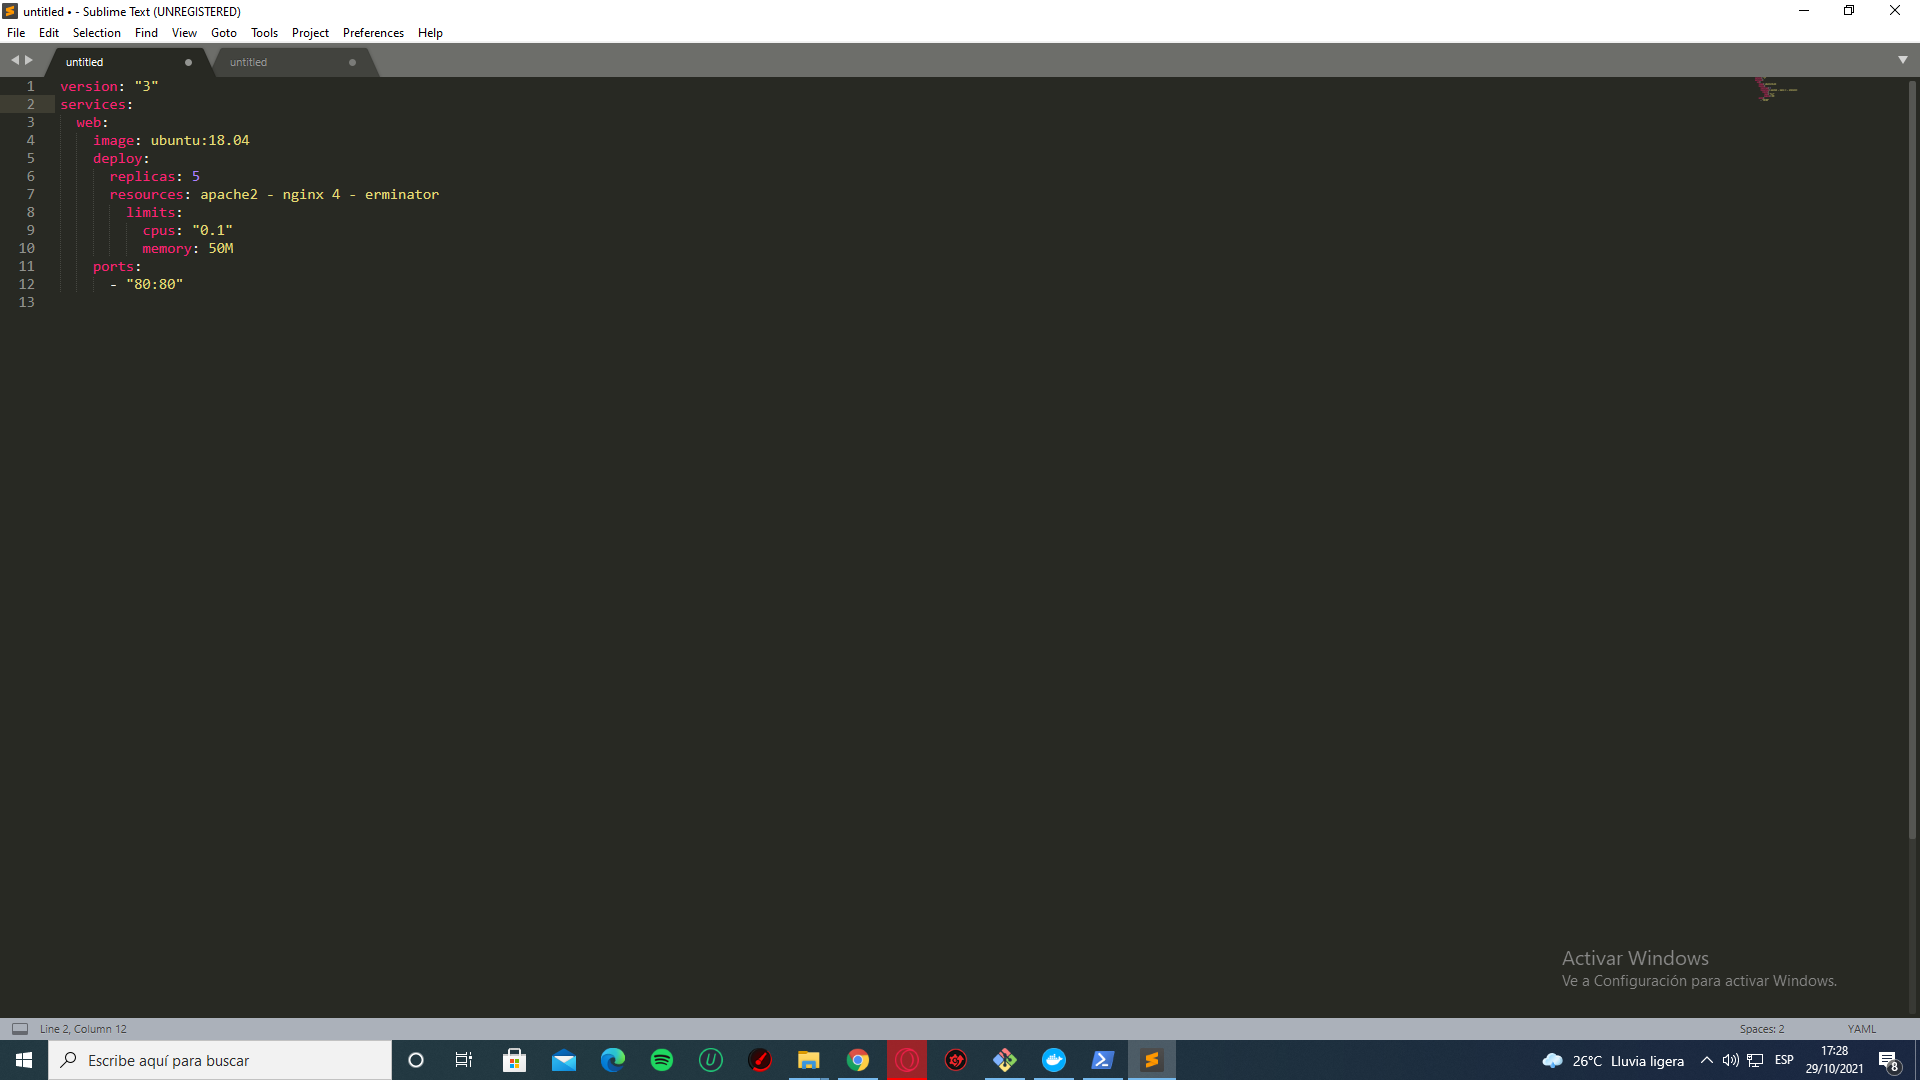 untitled • - Sublime Text (UNREGISTERED)
File Edit Selection Find View Goto Tools Project Preferences Help
untitled untitled
1 version: "3"
2 services:
3 web:
4 image: ubuntu:18.04
5 deploy:
6 replicas: 5
7 resources: apache2 - nginx 4 - erminator
8 limits:
9 cpus: "0.1"
10 memory: 50M
11 ports:
12 - "80:80"
13
Activar Windows
Ve a Configuración para activar Windows.
Line 2, Column 12 Spaces: 2 YAML
Escribe aquí para buscar 26°C Lluvia ligera ESP 17:28
29/10/2021 8